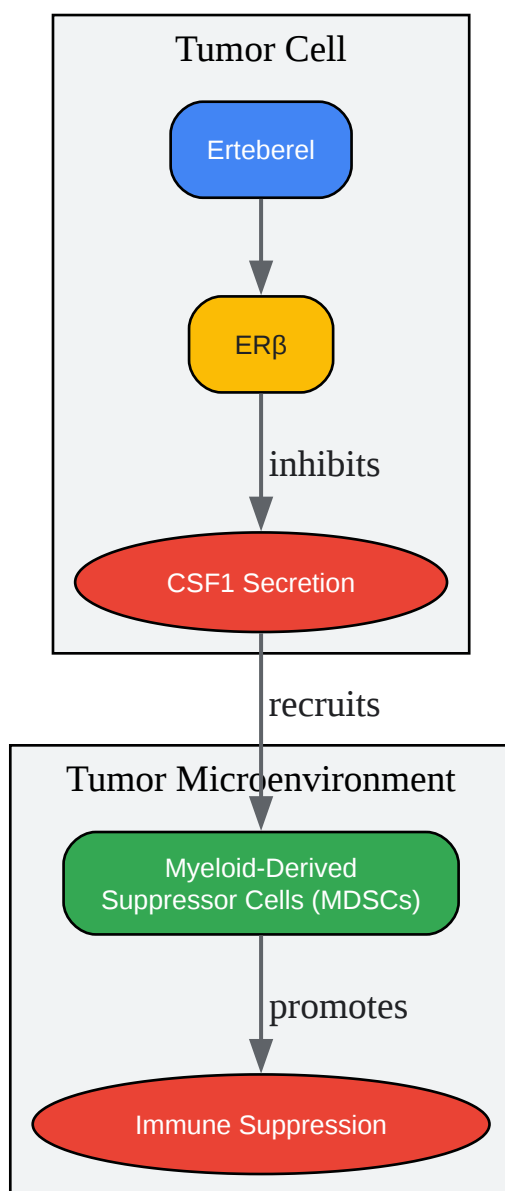 Tumor Cell
Erteberel
ERβ
inhibits
CSF1 Secretion
recruits
Tumor Microenvironment
Myeloid-Derived
Suppressor Cells (MDSCs)
promotes
Immune Suppression